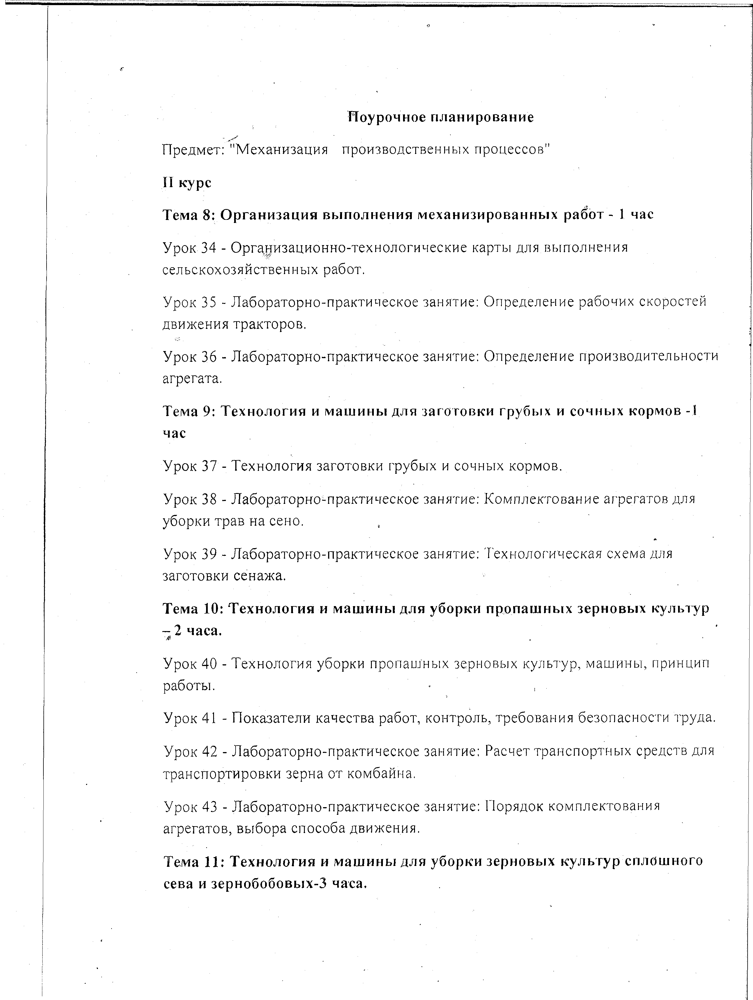 Поурочное планирование
Предмет: "Механизация производственных процессов"
II курс
Тема 8: Организация выполнения механизированных работ - 1 час
Урок 34 - Организационно-технологические карты для выполнения
сельскохозяйственных работ.
Урок 35 - Лабораторно-практическое занятие: Определение рабочих скоростей
движения тракторов.
Урок 36 - Лабораторно-практическое занятие: Определение производительности
агрегата.
Тема 9: Технология и машины для заготовки грубых и сочных кормов -1
час
Урок 37 - Технология заготовки грубых и сочных кормов.
Урок 38 - Лабораторно-практическое занятие: Комплектование агрегатов для
уборки трав на сено.
Урок 39 - Лабораторно-практическое занятие: Технологическая схема для
заготовки сенажа.
Тема 10: Технология и машины для уборки пропашных зерновых культур
– 2 часа.
Урок 40 - Технология уборки пропашных зерновых культур, машины, принцип
работы.
Урок 41 - Показатели качества работ, контроль, требования безопасности труда.
Урок 42 - Лабораторно-практическое занятие: Расчет транспортных средств для
транспортировки зерна от комбайна.
Урок 43 - Лабораторно-практическое занятие: Порядок комплектования
агрегатов, выбора способа движения.
Тема 11: Технология и машины для уборки зерновых культур сплошного
сева и зернобобовых-3 часа.